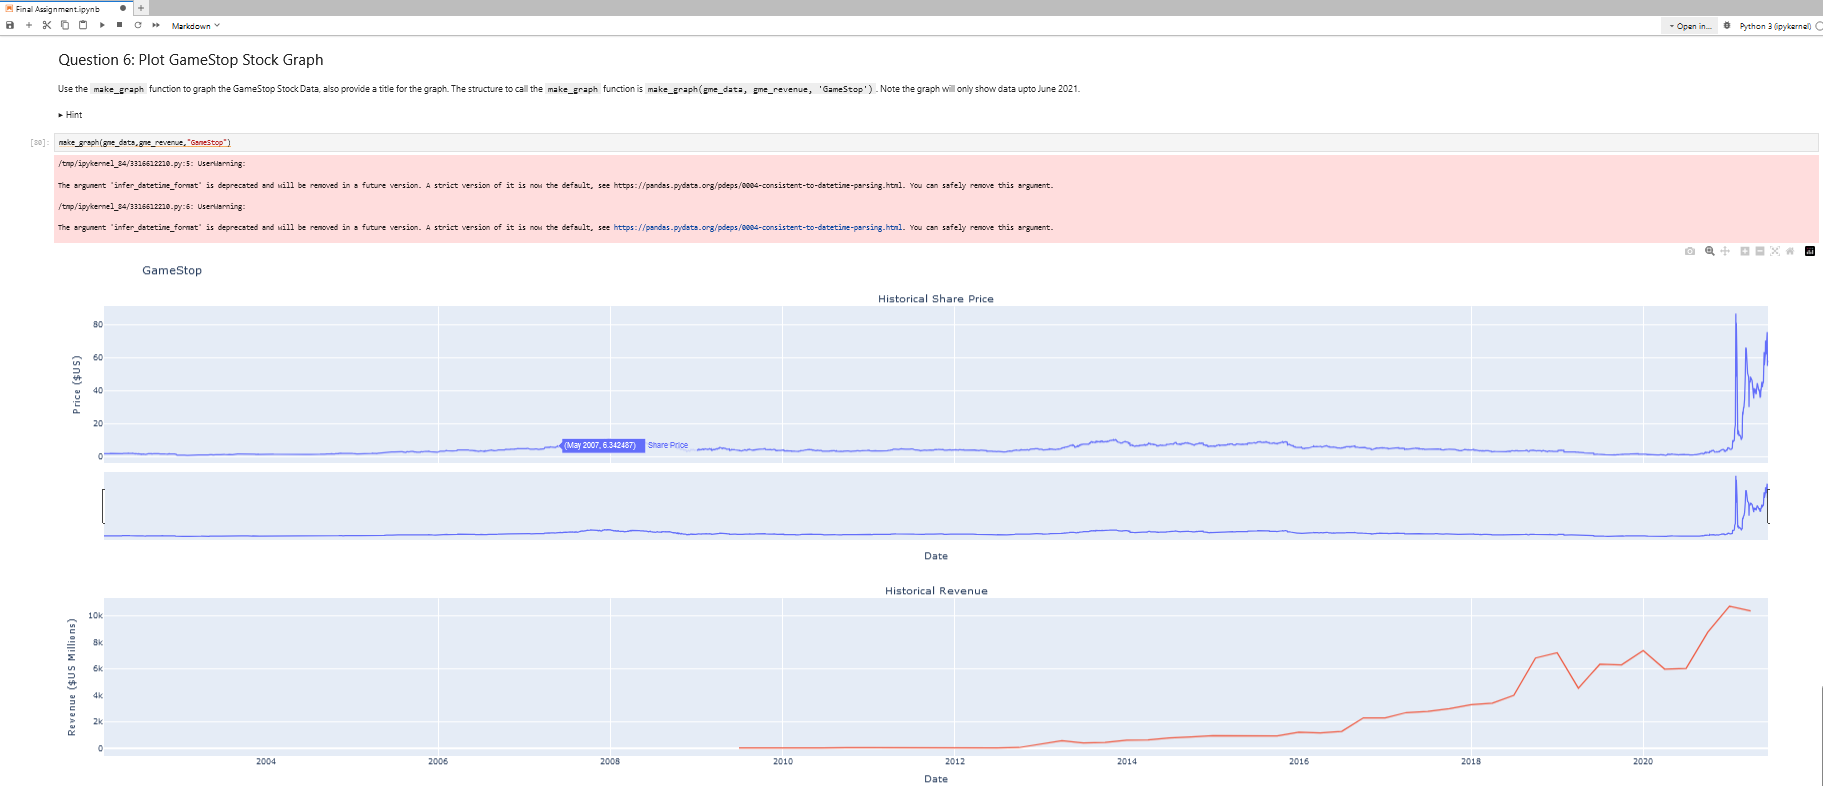 Final Assignment.ipynb
Markdown
Open in...
Python 3 (ipykernel)
Question 6: Plot GameStop Stock Graph
Use the make_graph function to graph the GameStop Stock Data, also provide a title for the graph. The structure to call the make_graph function is make_graph(gme_data, gme_revenue, 'GameStop') . Note the graph will only show data upto June 2021.
Hint
[80]:
make_graph(gme_data,gme_revenue,"GameStop")
/tmp/ipykernel_84/3316612210.py:5: UserWarning:
The argument 'infer_datetime_format' is deprecated and will be removed in a future version. A strict version of it is now the default, see https://pandas.pydata.org/pdeps/0004-consistent-to-datetime-parsing.html. You can safely remove this argument.
/tmp/ipykernel_84/3316612210.py:6: UserWarning:
The argument 'infer_datetime_format' is deprecated and will be removed in a future version. A strict version of it is now the default, see https://pandas.pydata.org/pdeps/0004-consistent-to-datetime-parsing.html. You can safely remove this argument.
GameStop
Historical Share Price
Price ($US)
80
60
40
20
0
(May 2007, 6.342487) Share Price
Date
Historical Revenue
Revenue ($US Millions)
10k
8k
6k
4k
2k
0
2004 2006 2008 2010 2012 2014 2016 2018 2020
Date